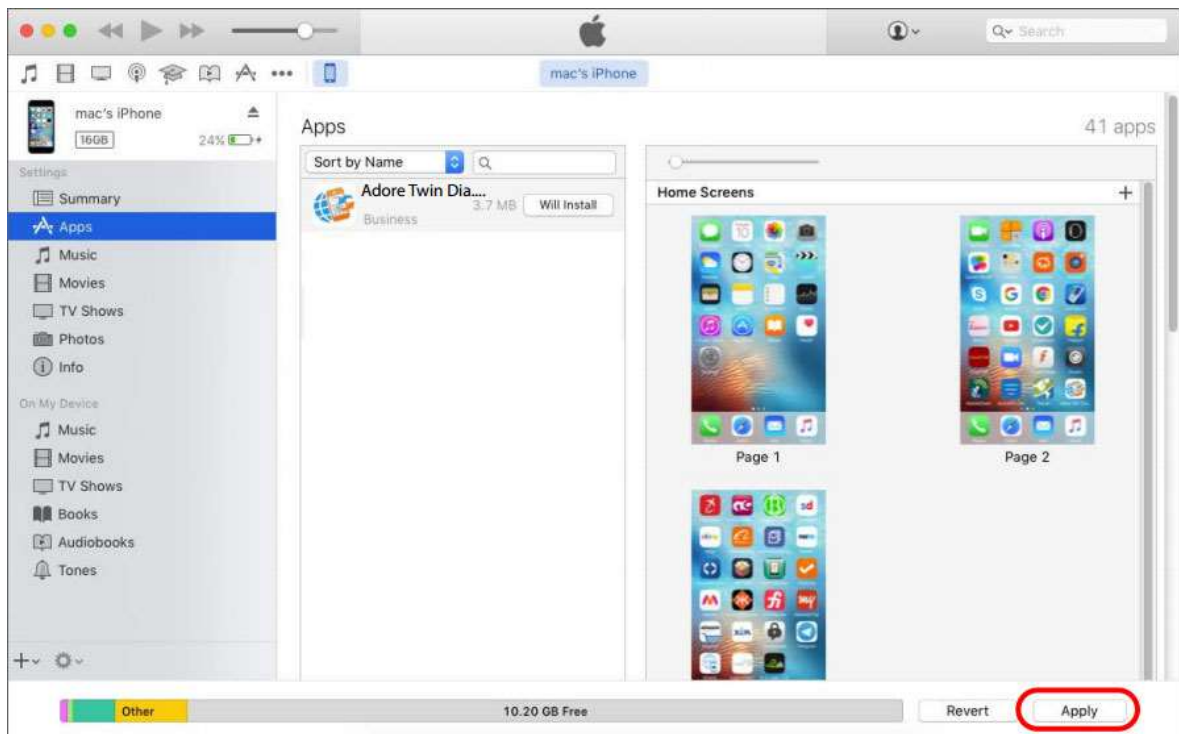 Search
mac's iPhone
mac's iPhone
16GB
24%
Settings
Summary
Apps
Music
Movies
TV Shows
Photos
Info
On My Device
Music
Movies
TV Shows
Books
Audiobooks
Tones
Apps
41 apps
Sort by Name
Adore Twin Dia....
3.7 MB
Will Install
Business
Home Screens
Page 1
Page 2
Other
10.20 GB Free
Revert
Apply